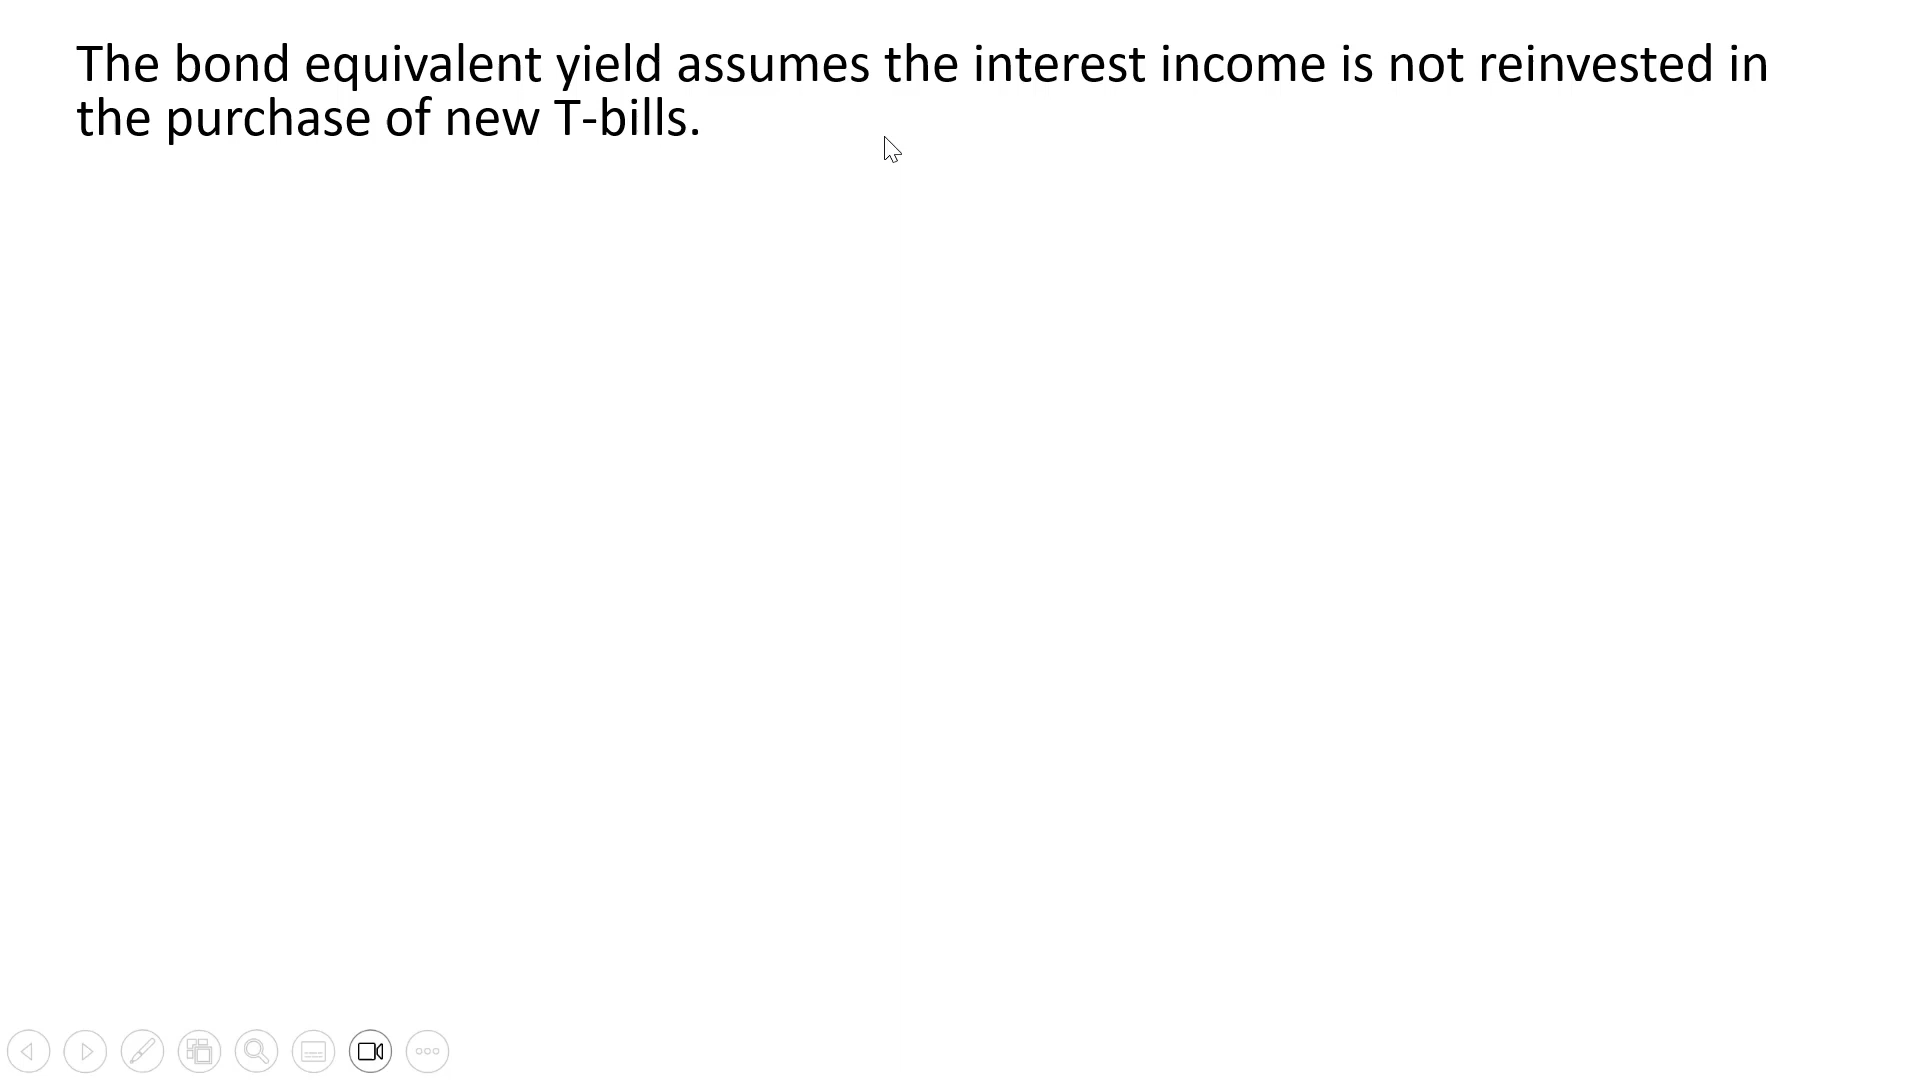 The bond equivalent yield assumes the interest income is not reinvested in
the purchase of new T-bills.